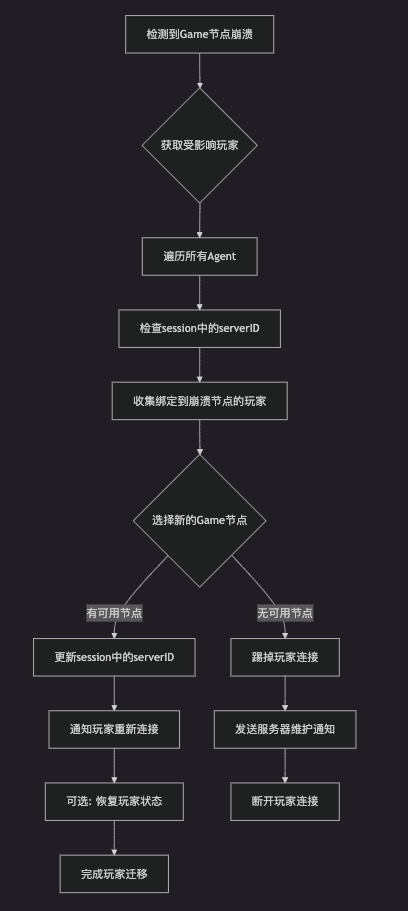 检测到Game节点崩溃
获取受影响玩家
遍历所有Agent
检查session中的serverID
收集绑定到崩溃节点的玩家
选择新的Game节点
有可用节点
无可用节点
更新session中的serverID
踢掉玩家连接
通知玩家重新连接
发送服务器维护通知
可选: 恢复玩家状态
断开玩家连接
完成玩家迁移